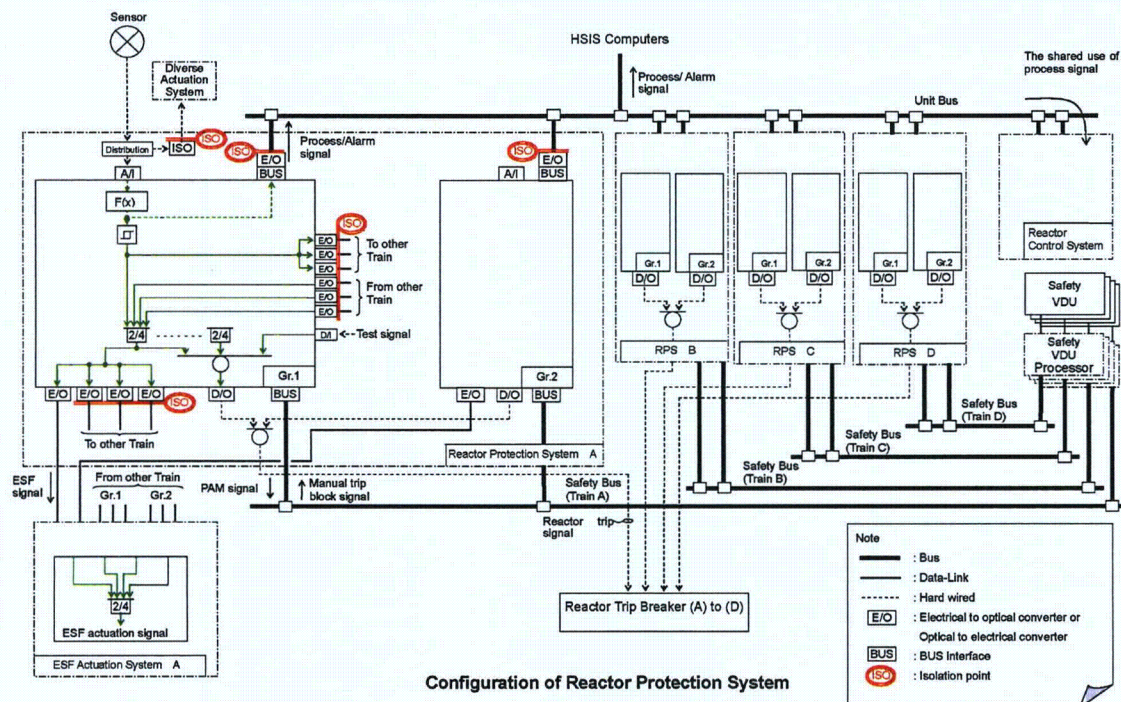 Sensor
Diverse
Actuation
System
HSIS Computers
Process/ Alarm
signal
The shared use of
process signal
Unit Bus
Distribution
ISO
ISO
ISO
E/O
BUS
Process/Alarm
signal
ISO
E/O
BUS
A/I
A/I
F(x)
ISO
E/O
E/O
E/O
To other
Train
E/O
E/O
E/O
From other
Train
D/I
Test signal
2/4
2/4
Gr.1
Gr.2
E/O
E/O
E/O
E/O
ISO
D/O
BUS
E/O
D/O
BUS
To other Train
Reactor Protection System A
Gr.1
Gr.2
D/O
D/O
RPS B
Gr.1
Gr.2
D/O
D/O
RPS C
Gr.1
Gr.2
D/O
D/O
RPS D
Reactor
Control System
Safety
VDU
Safety
VDU
Processor
Safety Bus
(Train D)
Safety Bus
(Train C)
Safety Bus
(Train B)
Safety Bus
(Train A)
ESF
signal
From other Train
Gr.1
Gr.2
PAM signal
Manual trip
block signal
Reactor trip
signal
2/4
ESF actuation signal
ESF Actuation System A
Reactor Trip Breaker (A) to (D)
Note
: Bus
: Data-Link
: Hard wired
E/O : Electrical to optical converter or
Optical to electrical converter
BUS : BUS Interface
ISO : Isolation point
Configuration of Reactor Protection System